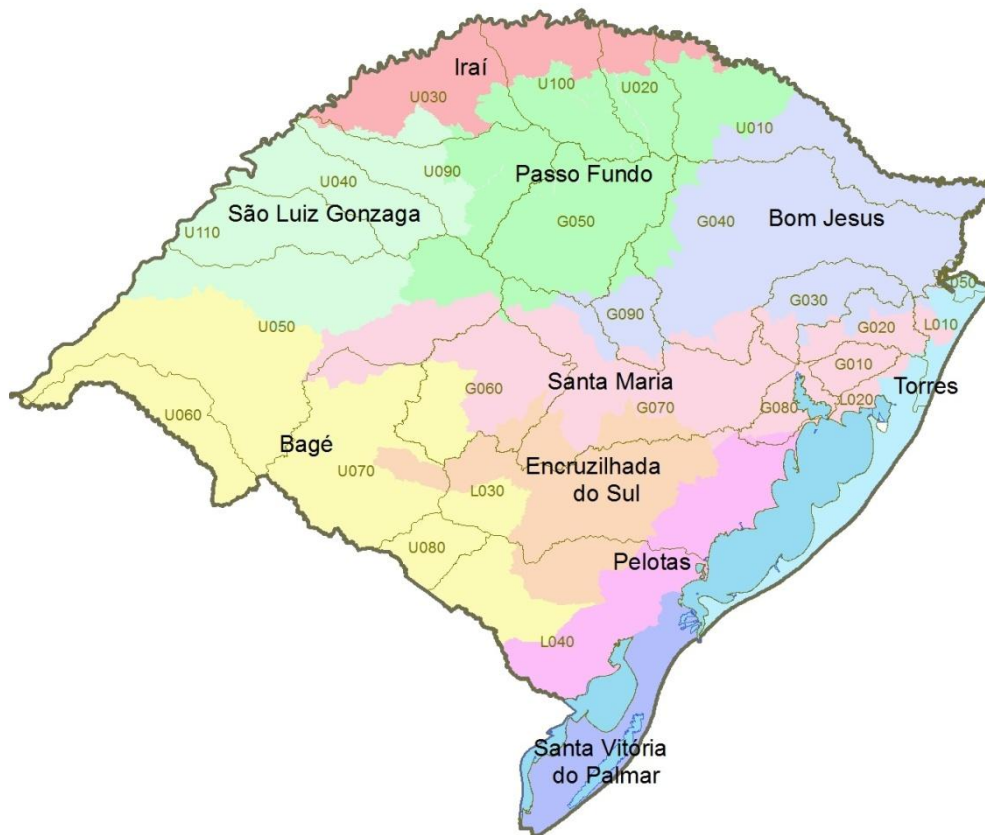 Iraí
U030
U100
U020
U010
U090
U040
Passo Fundo
São Luiz Gonzaga
G050
G040
Bom Jesus
U110
U050
G090
G030
G020
L010
G010
Santa Maria
G060
G070
G080
L020
Torres
U060
Bagé
U070
L030
Encruzilhada
do Sul
U080
Pelotas
L040
Santa Vitória
do Palmar